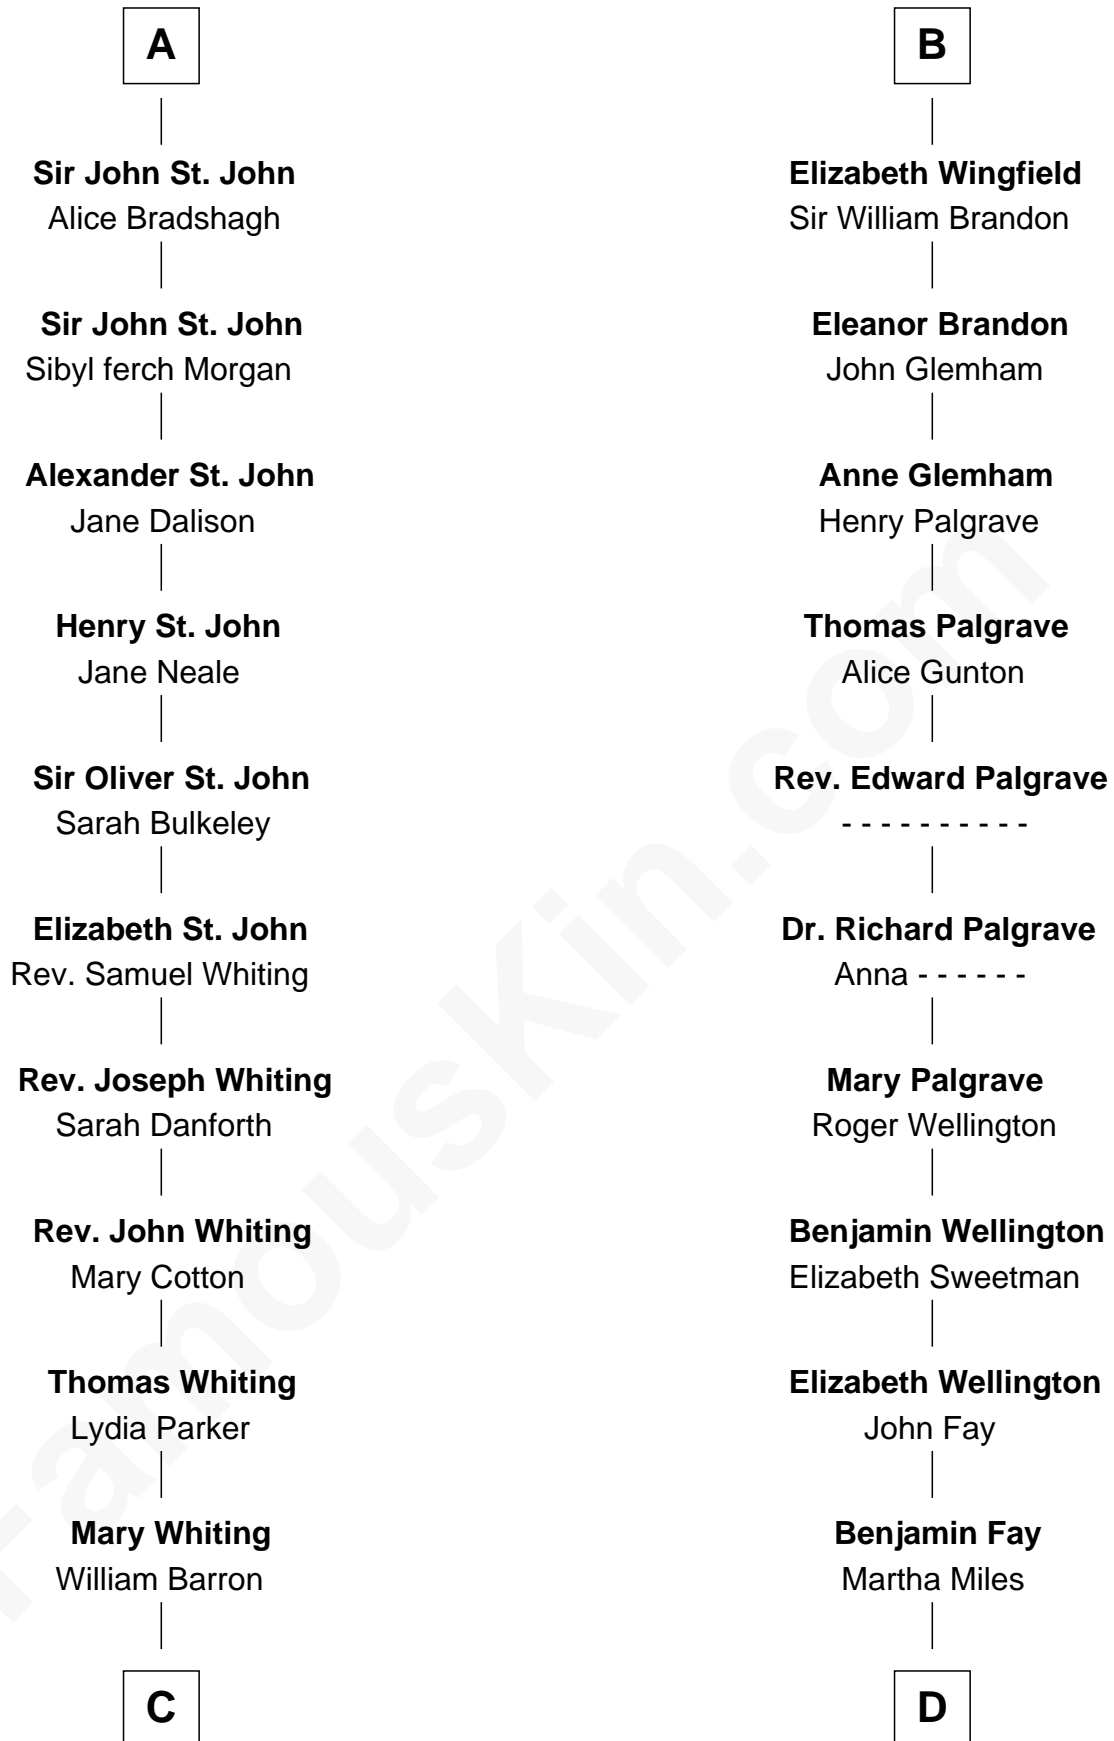 A
Sir John St. John
Alice Bradshagh
Sir John St. John
Sibyl ferch Morgan
Alexander St. John
Jane Dalison
Henry St. John
Jane Neale
Sir Oliver St. John
Sarah Bulkeley
Elizabeth St. John
Rev. Samuel Whiting
Rev. Joseph Whiting
Sarah Danforth
Rev. John Whiting
Mary Cotton
Thomas Whiting
Lydia Parker
Mary Whiting
William Barron
C
B
Elizabeth Wingfield
Sir William Brandon
Eleanor Brandon
John Glemham
Anne Glemham
Henry Palgrave
Thomas Palgrave
Alice Gunton
Rev. Edward Palgrave
- - - - - - - - - -
Dr. Richard Palgrave
Anna - - - - - -
Mary Palgrave
Roger Wellington
Benjamin Wellington
Elizabeth Sweetman
Elizabeth Wellington
John Fay
Benjamin Fay
Martha Miles
D
FamousKin.com